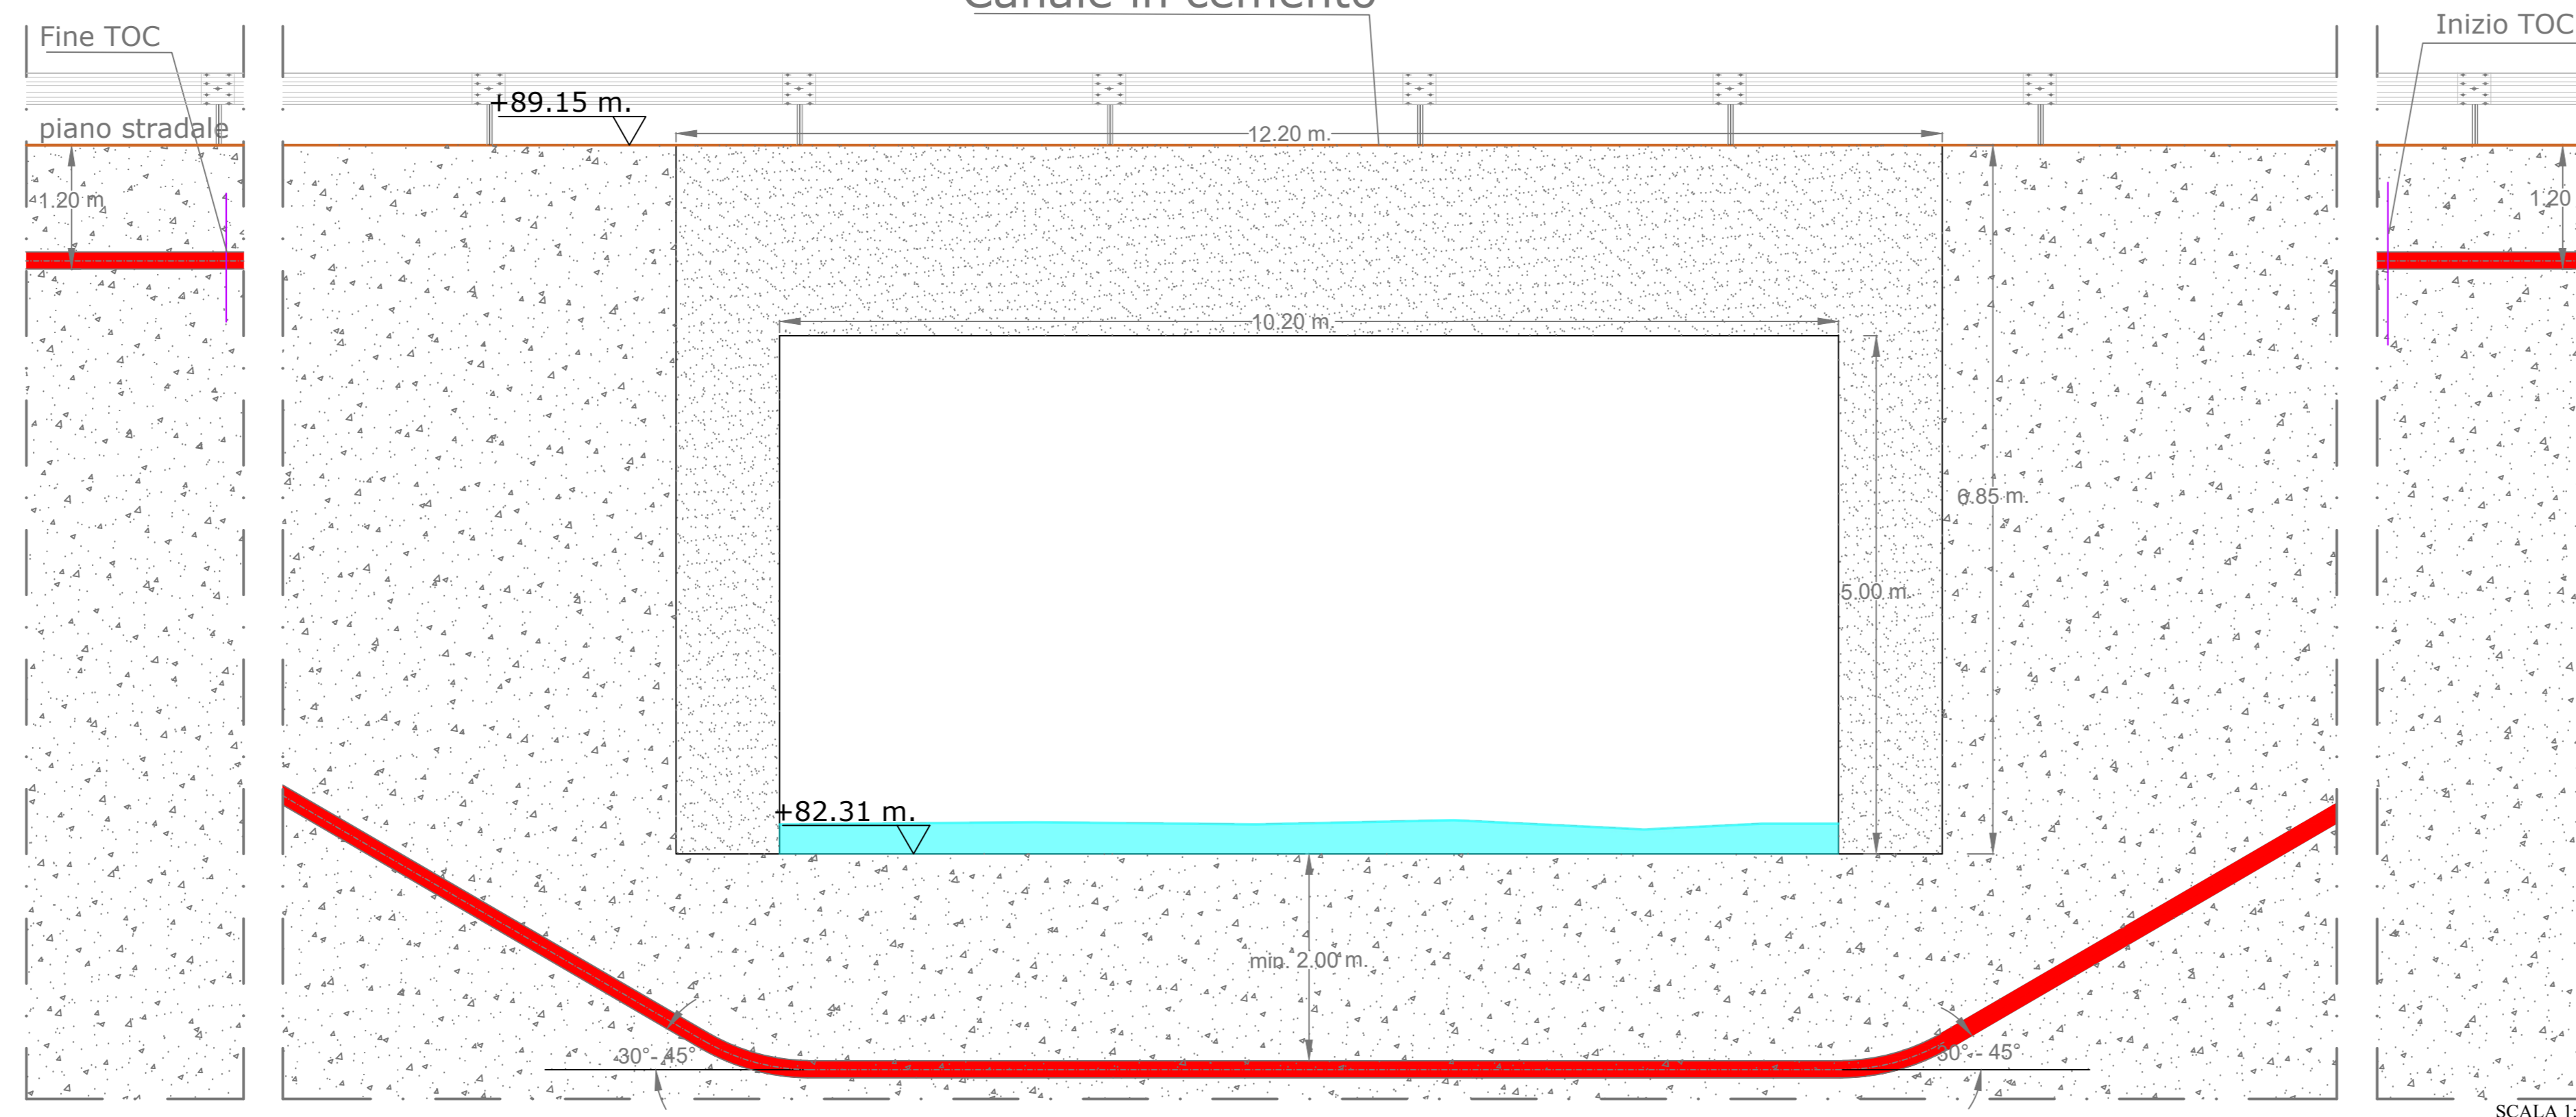 Canale in cemento
Fine TOC
Inizio TOC
+89.15 m.
piano stradale
12.20 m.
1.20 m
1.20
10.20 m.
6.85 m.
5.00 m.
+82.31 m.
min. 2.00 m.
30° - 45°
30° - 45°
SCALA